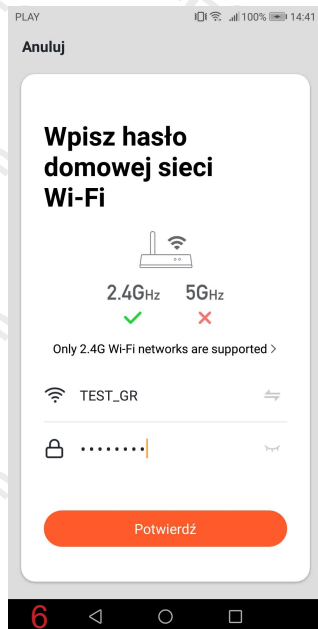 PLAY 100% 14:41
Anuluj
Wpisz hasło
domowej sieci
Wi-Fi
2.4GHz 5GHz
Only 2.4G Wi-Fi networks are supported >
TEST_GR
••••••••
Potwierdź
6